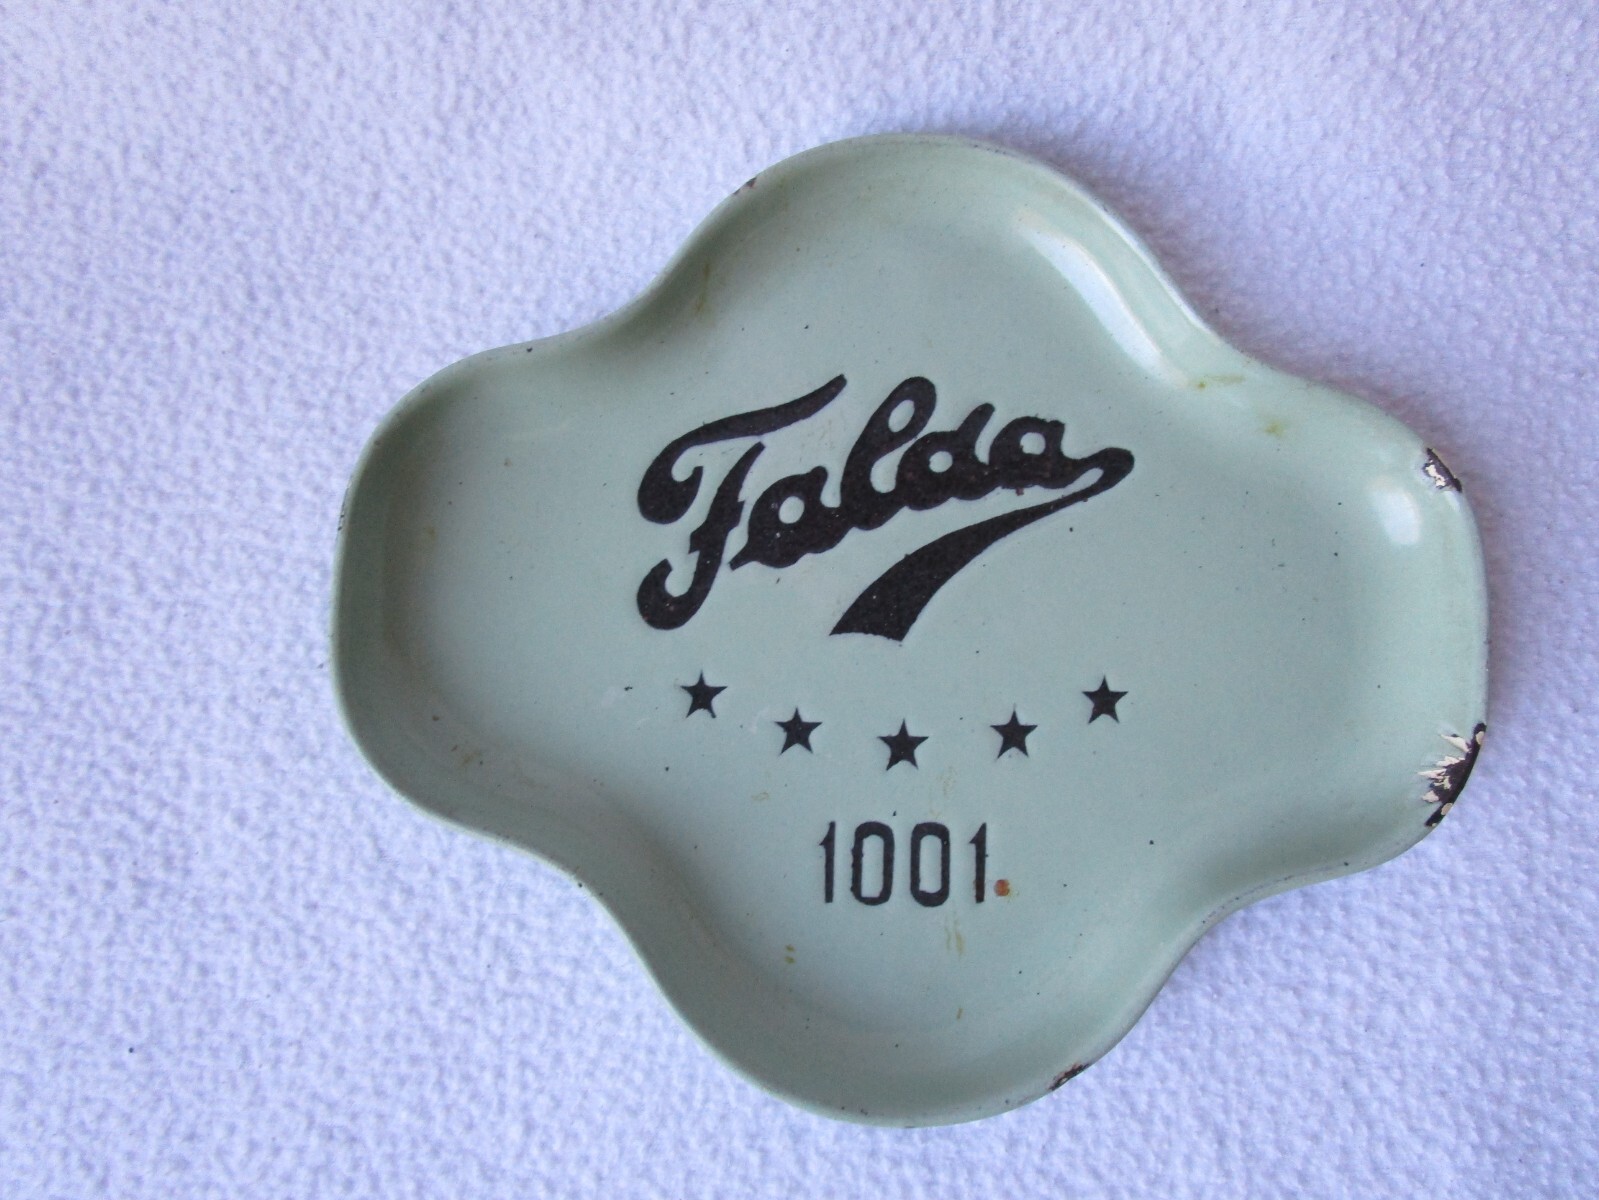 Falda
★ ★ ★ ★ ★
1001